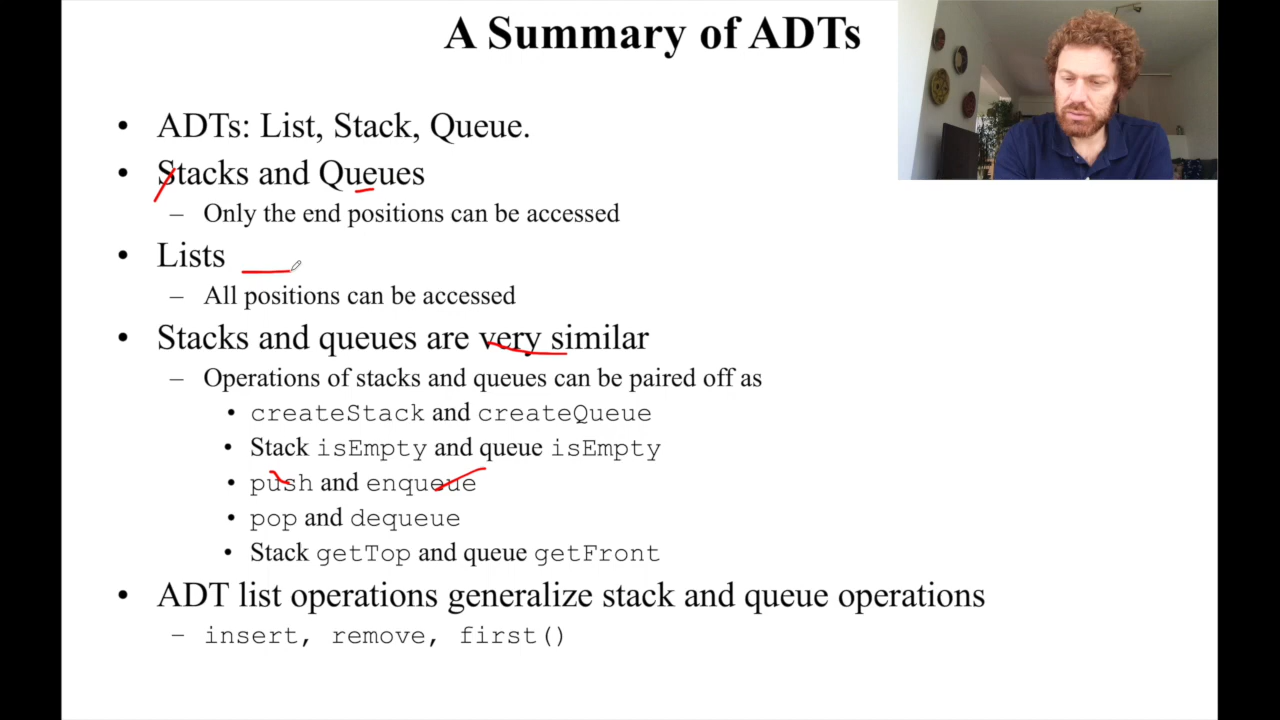 A Summary of ADTs
• ADTs: List, Stack, Queue.
• Stacks and Queues
– Only the end positions can be accessed
• Lists
– All positions can be accessed
• Stacks and queues are very similar
– Operations of stacks and queues can be paired off as
• createStack and createQueue
• Stack isEmpty and queue isEmpty
• push and enqueue
• pop and dequeue
• Stack getTop and queue getFront
• ADT list operations generalize stack and queue operations
– insert, remove, first()